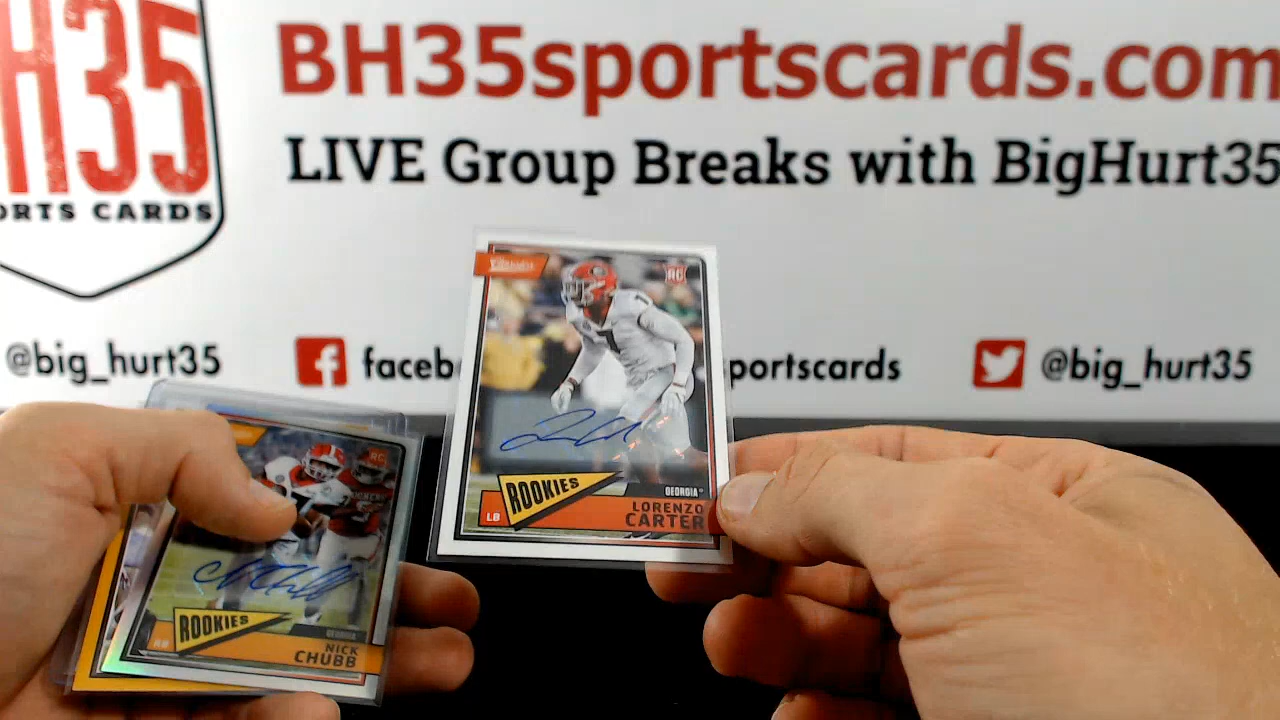 BH35sportscards.com
LIVE Group Breaks with BigHurt35
H35
ORTS CARDS
@big_hurt35
faceb
portscards
@big_hurt35
RC
7
ROOKIES
GEORGIA
LB
LORENZO
CARTER
RC
ROOKIES
GEORGIA
RB
NICK
CHUBB